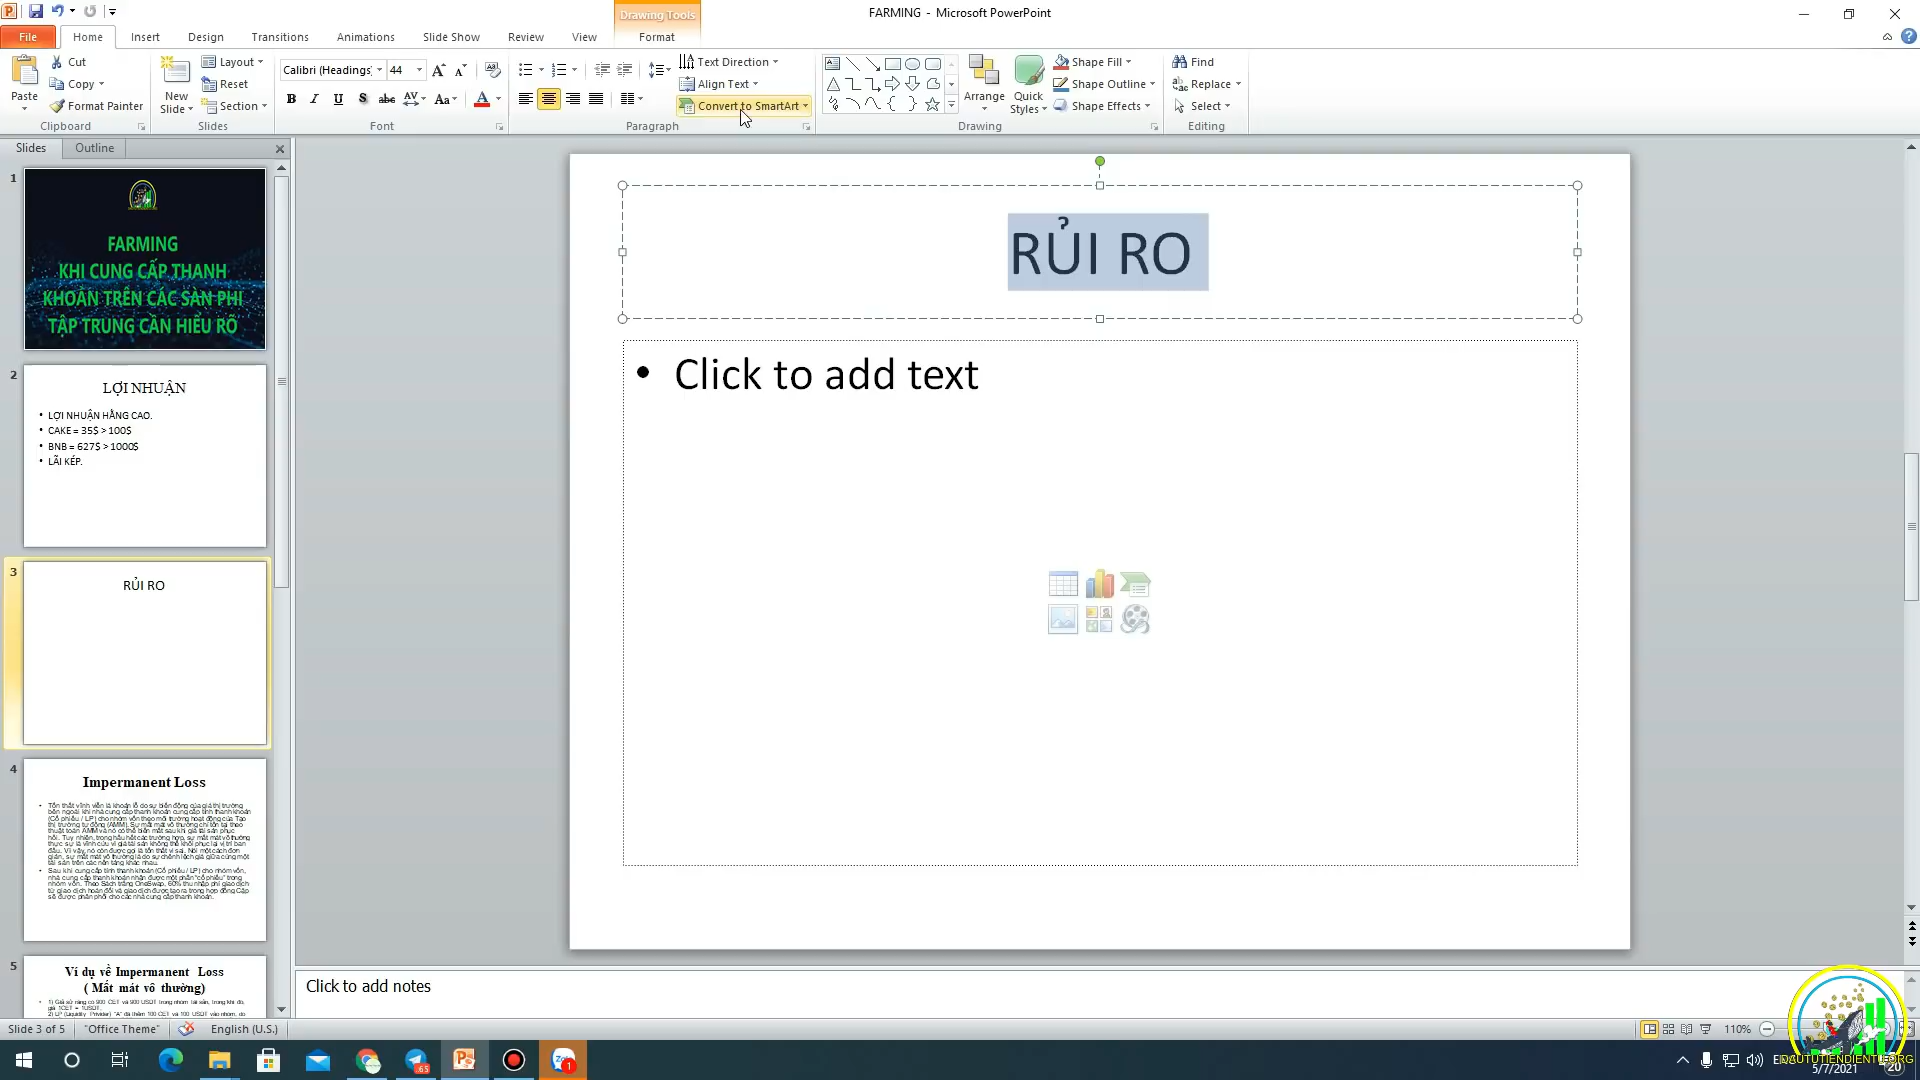 FARMING - Microsoft PowerPoint
Drawing Tools
File Home Insert Design Transitions Animations Slide Show Review View Format
Cut
Copy
Format Painter
Paste
Clipboard
New Slide
Layout
Reset
Section
Slides
Calibri (Headings) 44
Font
Text Direction
Align Text
Convert to SmartArt
Paragraph
Arrange
Quick Styles
Shape Fill
Shape Outline
Shape Effects
Drawing
Find
Replace
Select
Editing
Slides Outline
1
FARMING
KHI CUNG CẤP THANH
KHOẢN TRÊN CÁC SÀN PHI
TẬP TRUNG CẦN HIỂU RÕ
2
LỢI NHUẬN
• LỢI NHUẬN HẰNG CAO.
• CAKE = 35$ > 100$
• BNB = 627$ > 1000$
• LÃI KÉP.
3
RỦI RO
4
Impermanent Loss
5
Ví dụ về Impermanent Loss
( Mất mát vô thường)
RỦI RO
• Click to add text
Click to add notes
Slide 3 of 5 "Office Theme" English (U.S.) 110%
5/7/2021